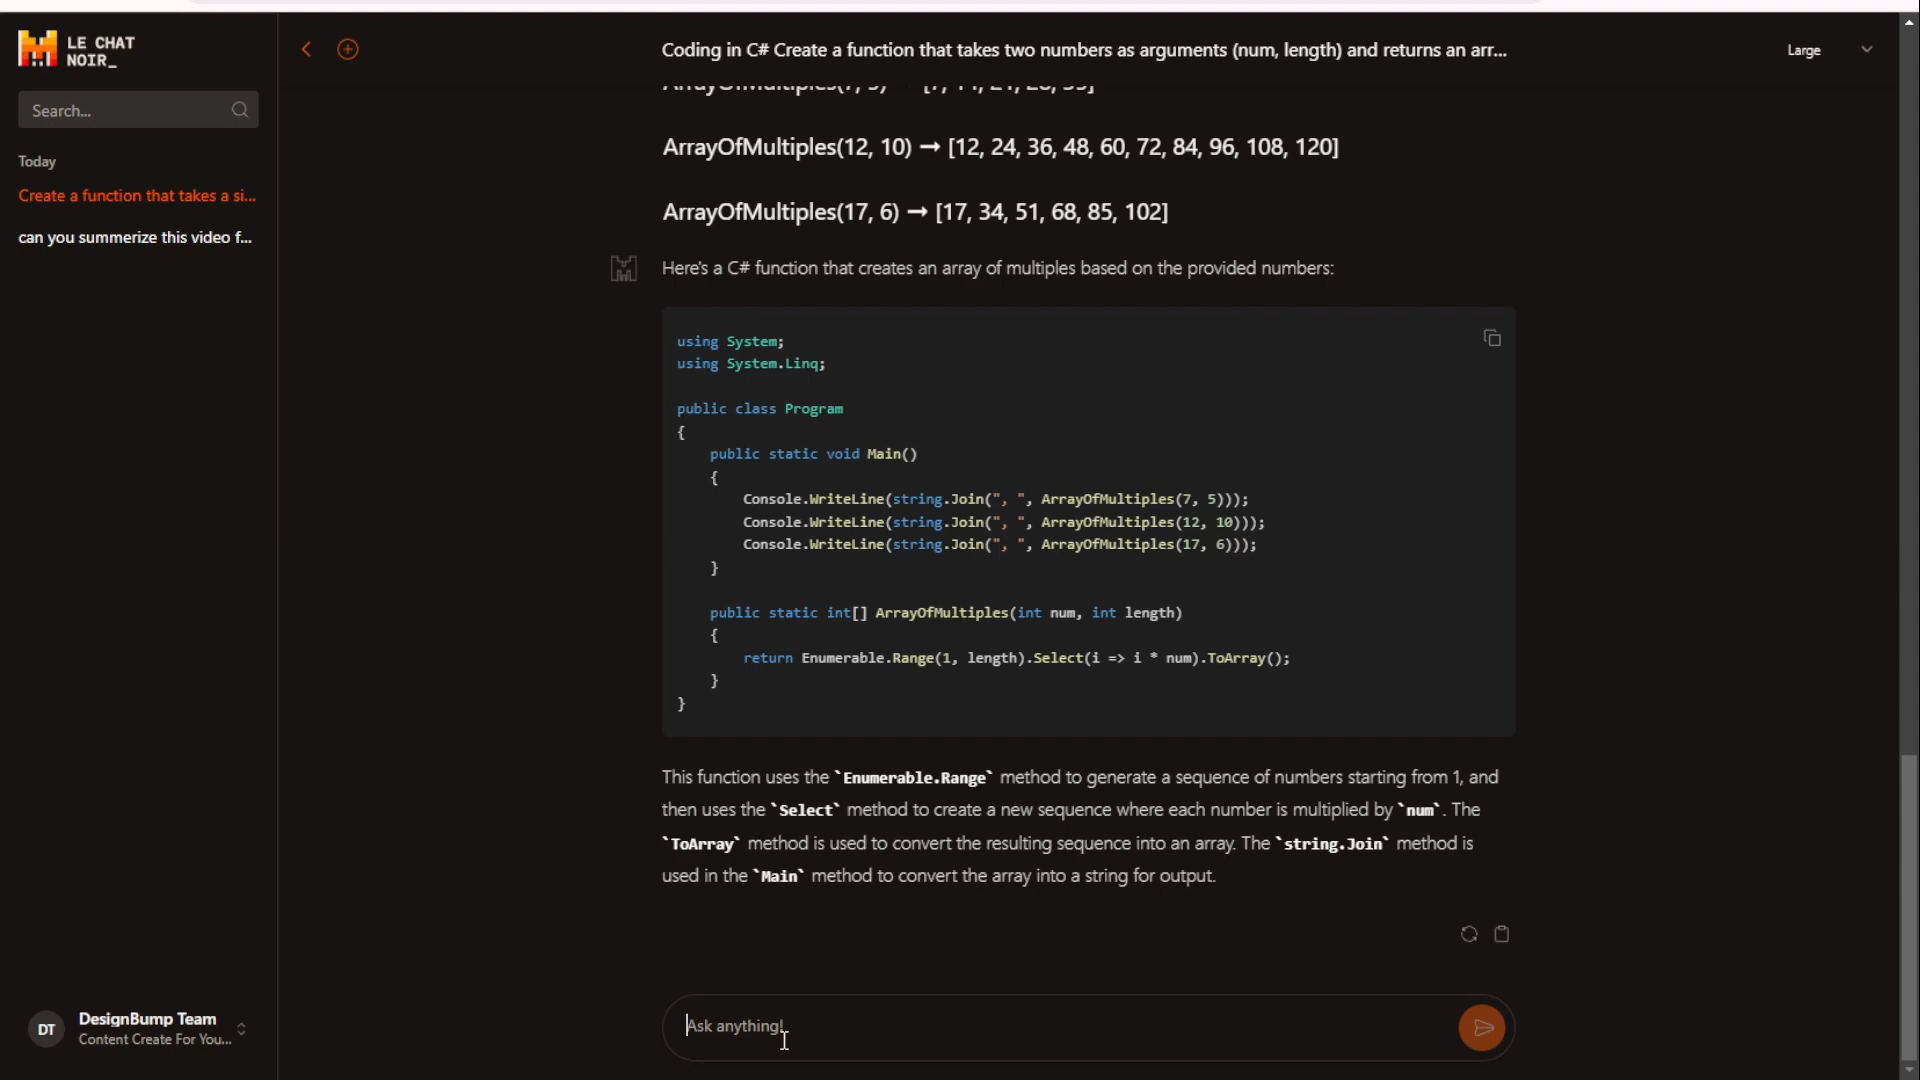 LE CHAT
NOIR_
Search...
Today
Create a function that takes a si...
can you summerize this video f...
DT
DesignBump Team
Content Create For You...
Coding in C# Create a function that takes two numbers as arguments (num, length) and returns an arr...
Large
ArrayOfMultiples(7, 5) → [7, 14, 21, 28, 35]
ArrayOfMultiples(12, 10) → [12, 24, 36, 48, 60, 72, 84, 96, 108, 120]
ArrayOfMultiples(17, 6) → [17, 34, 51, 68, 85, 102]
Here's a C# function that creates an array of multiples based on the provided numbers:
using System;
using System.Linq;
public class Program
{
    public static void Main()
    {
        Console.WriteLine(string.Join(", ", ArrayOfMultiples(7, 5)));
        Console.WriteLine(string.Join(", ", ArrayOfMultiples(12, 10)));
        Console.WriteLine(string.Join(", ", ArrayOfMultiples(17, 6)));
    }
    public static int[] ArrayOfMultiples(int num, int length)
    {
        return Enumerable.Range(1, length).Select(i => i * num).ToArray();
    }
}
This function uses the `Enumerable.Range` method to generate a sequence of numbers starting from 1, and
then uses the `Select` method to create a new sequence where each number is multiplied by `num`. The
`ToArray` method is used to convert the resulting sequence into an array. The `string.Join` method is
used in the `Main` method to convert the array into a string for output.
Ask anything!